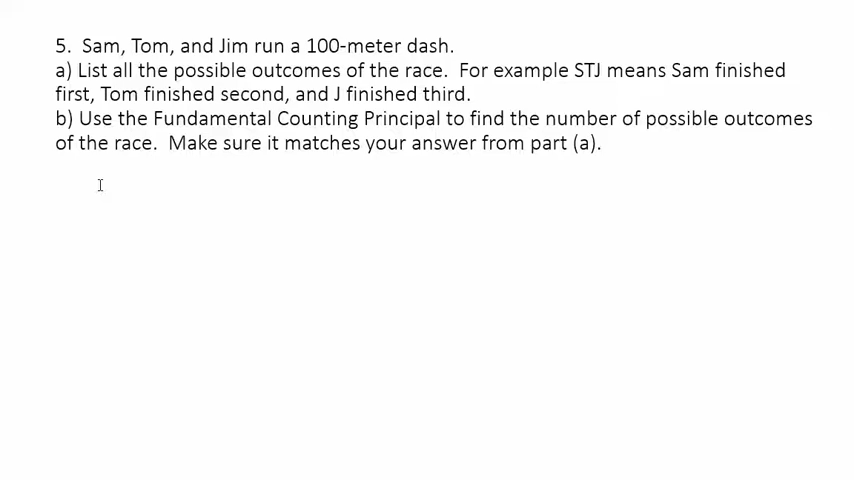 5.  Sam, Tom, and Jim run a 100-meter dash.
a) List all the possible outcomes of the race.  For example STJ means Sam finished
first, Tom finished second, and J finished third.
b) Use the Fundamental Counting Principal to find the number of possible outcomes
of the race.  Make sure it matches your answer from part (a).